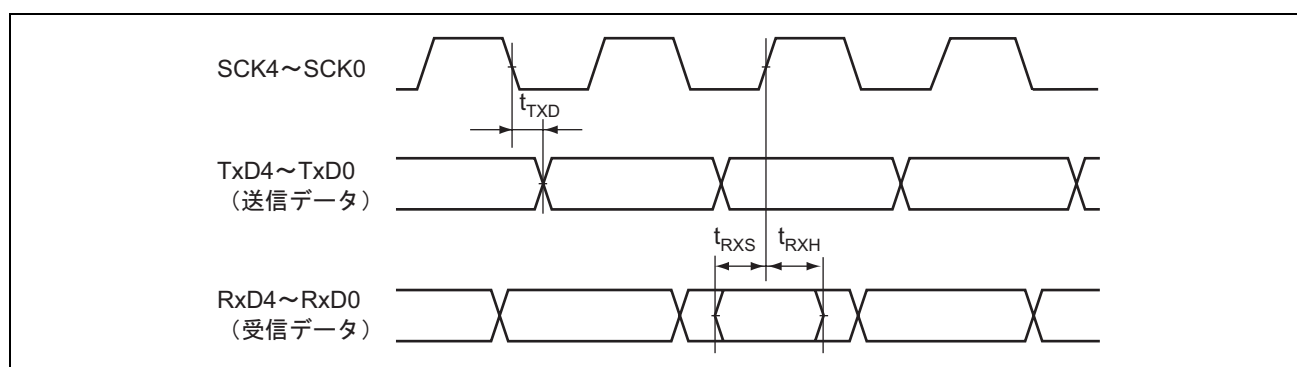 SCK4～SCK0
tTXD
TxD4～TxD0
（送信データ）
tRXS tRXH
RxD4～RxD0
（受信データ）